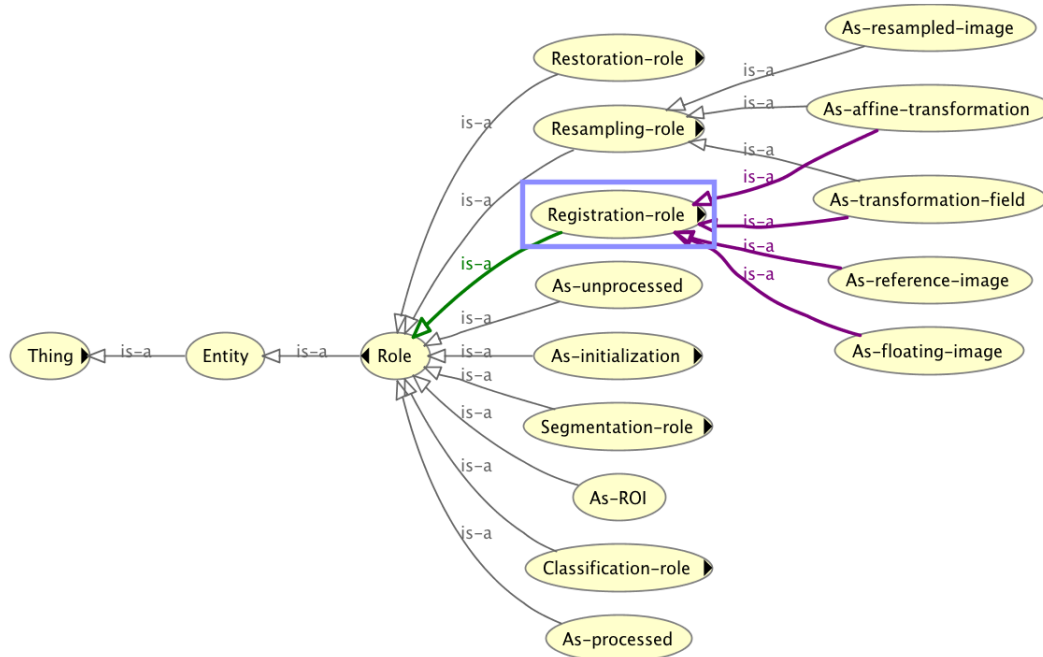 As-resampled-image
Restoration-role
is-a
is-a
As-affine-transformation
is-a
Resampling-role
is-a
is-a
is-a
As-transformation-field
is-a
Registration-role
is-a
is-a
is-a
is-a
As-reference-image
As-unprocessed
Thing
is-a
Entity
is-a
Role
is-a
is-a
As-initialization
As-floating-image
is-a
is-a
Segmentation-role
is-a
As-ROI
is-a
Classification-role
As-processed